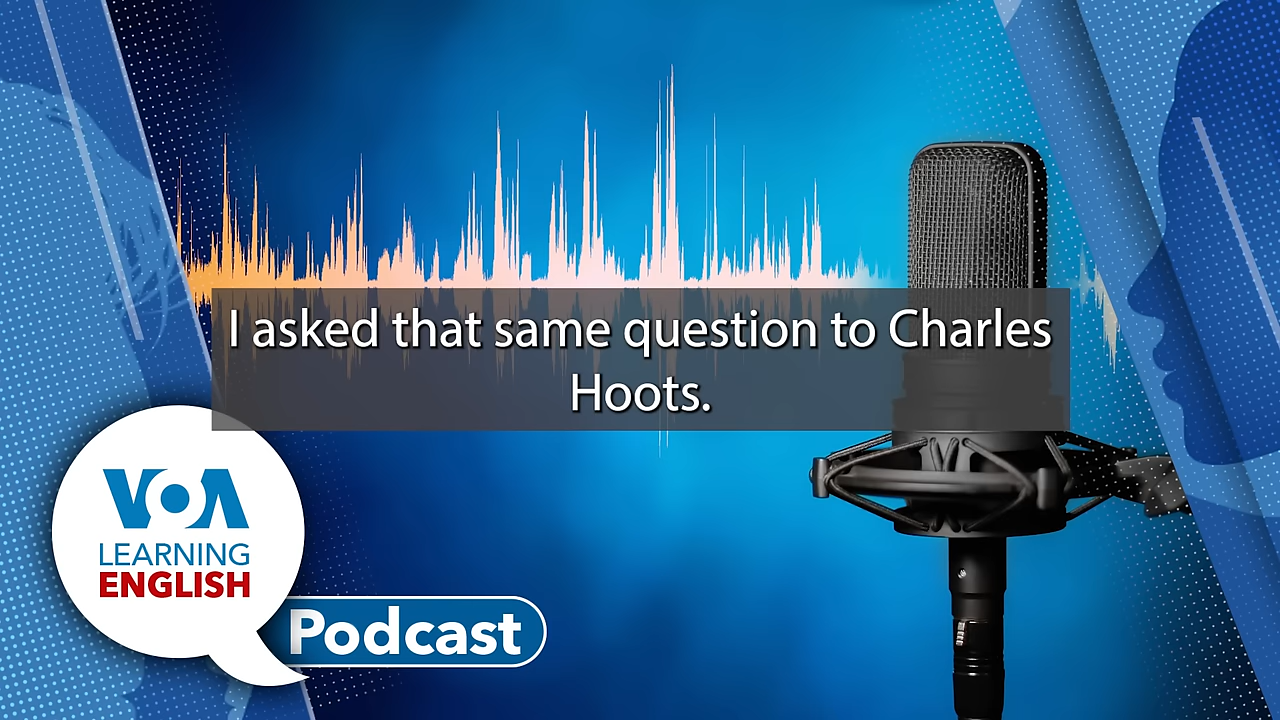 I asked that same question to Charles
Hoots.
VOA
LEARNING
ENGLISH
Podcast